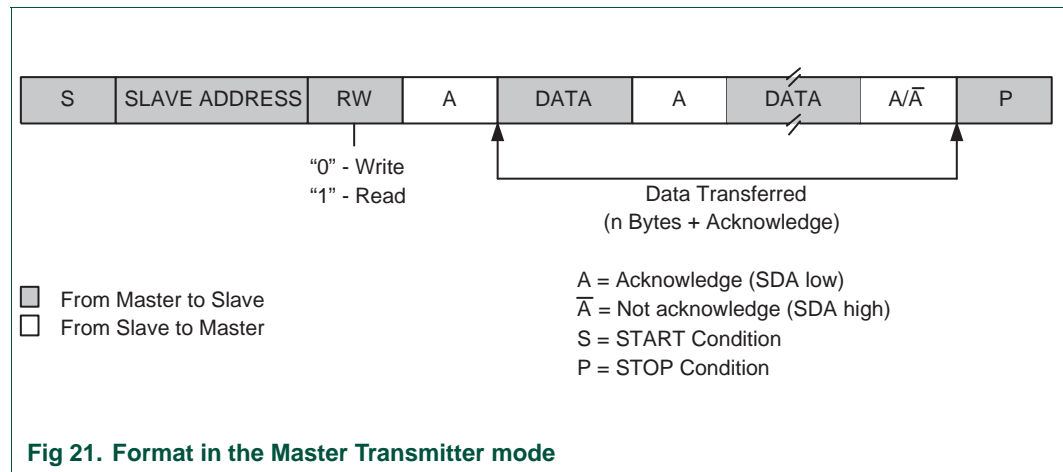 S SLAVE ADDRESS RW A DATA A DATA A/A̅ P
“0” - Write
“1” - Read
Data Transferred
(n Bytes + Acknowledge)
From Master to Slave
From Slave to Master
A = Acknowledge (SDA low)
A̅ = Not acknowledge (SDA high)
S = START Condition
P = STOP Condition
Fig 21. Format in the Master Transmitter mode